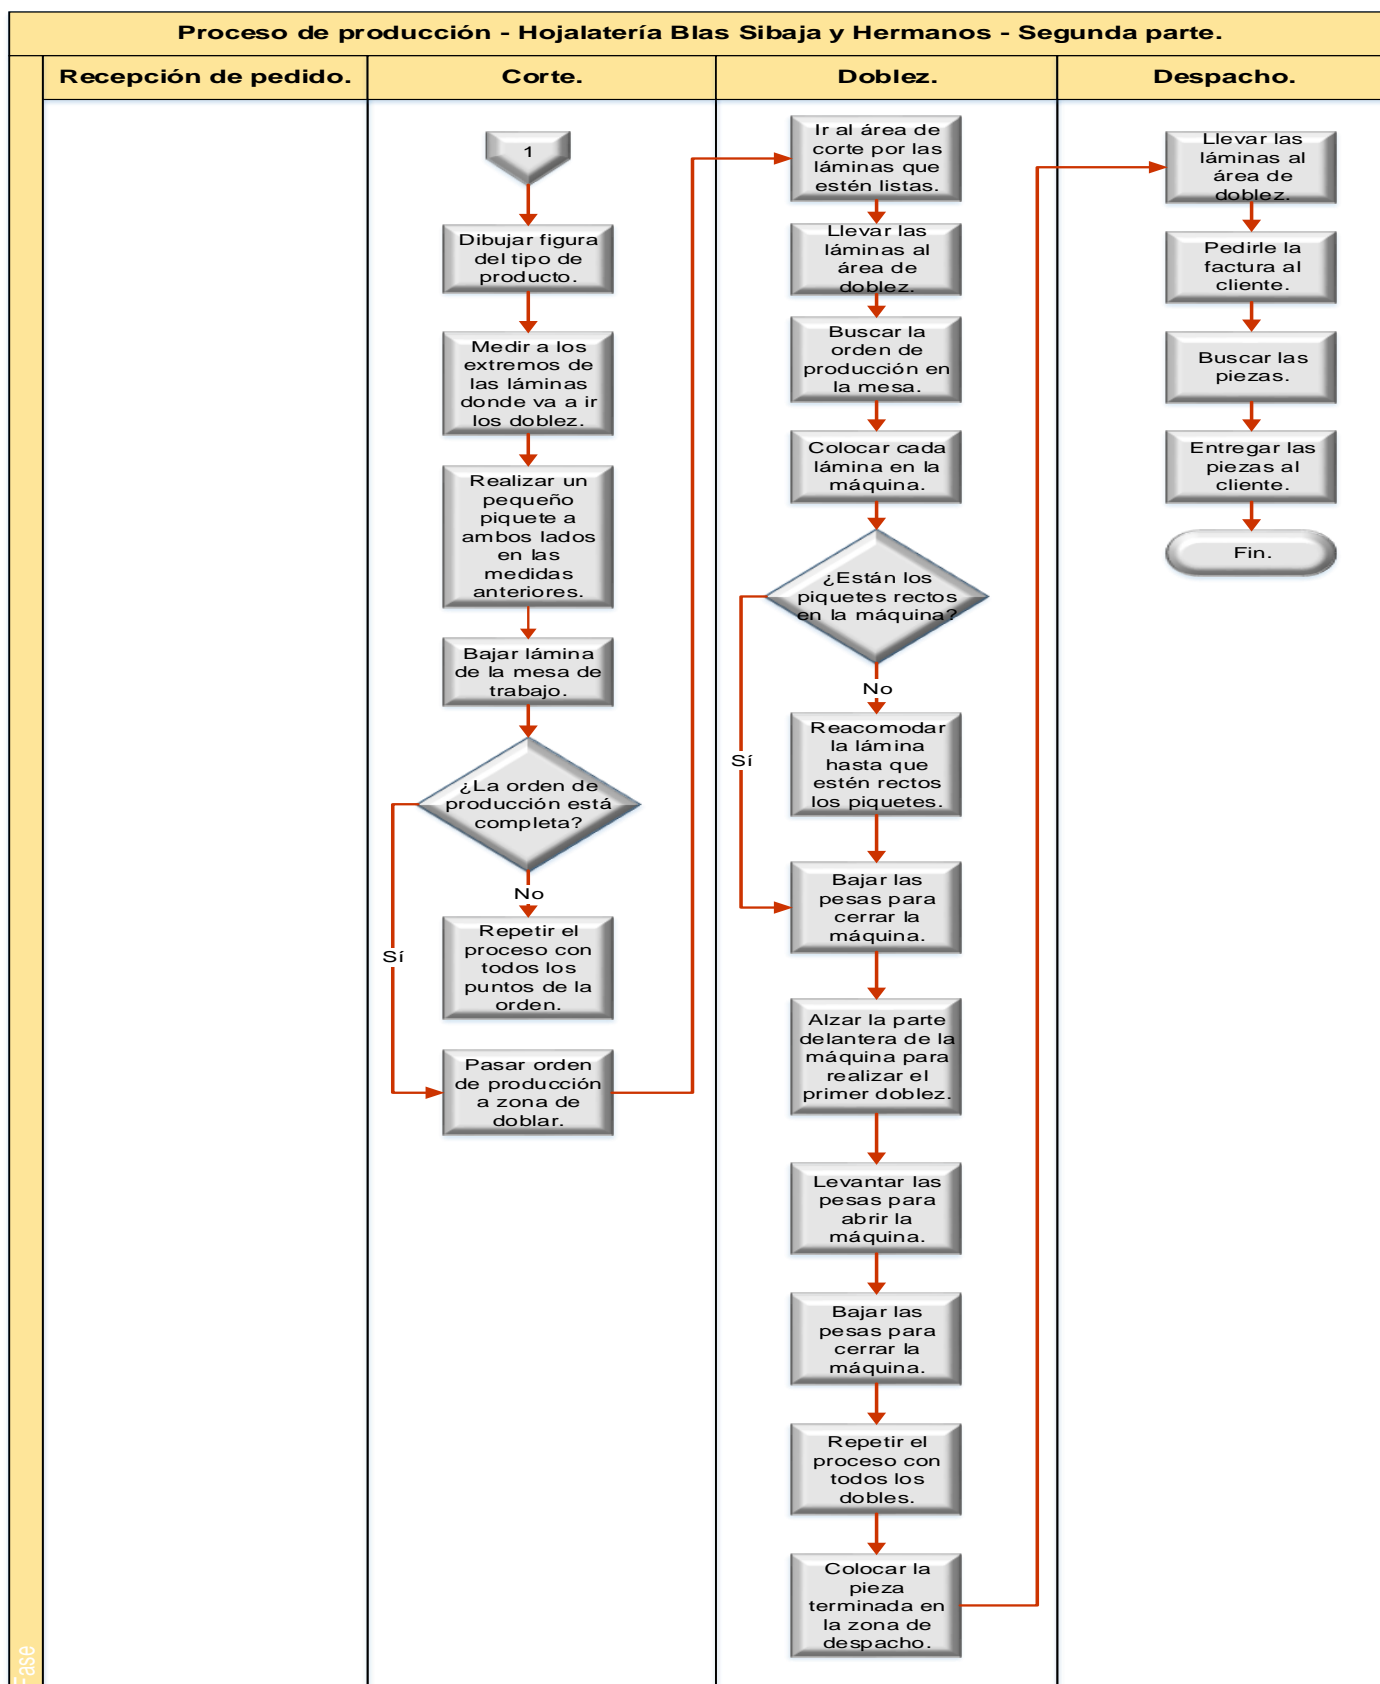 Proceso de producción - Hojalatería Blas Sibaja y Hermanos - Segunda parte.
Recepción de pedido.
Corte.
Doblez.
Despacho.
1
Dibujar figura
del tipo de
producto.
Medir a los
extremos de
las láminas
donde va a ir
los doblez.
Realizar un
pequeño
piquete a
ambos lados
en las
medidas
anteriores.
Bajar lámina
de la mesa de
trabajo.
¿La orden de
producción está
completa?
No
Sí
Repetir el
proceso con
todos los
puntos de la
orden.
Pasar orden
de producción
a zona de
doblar.
Ir al área de
corte por las
láminas que
estén listas.
Llevar las
láminas al
área de
doblez.
Buscar la
orden de
producción en
la mesa.
Colocar cada
lámina en la
máquina.
¿Están los
piquetes rectos
en la máquina?
No
Sí
Reacomodar
la lámina
hasta que
estén rectos
los piquetes.
Bajar las
pesas para
cerrar la
máquina.
Alzar la parte
delantera de la
máquina para
realizar el
primer doblez.
Levantar las
pesas para
abrir la
máquina.
Bajar las
pesas para
cerrar la
máquina.
Repetir el
proceso con
todos los
dobles.
Colocar la
pieza
terminada en
la zona de
despacho.
Llevar las
láminas al
área de
doblez.
Pedirle la
factura al
cliente.
Buscar las
piezas.
Entregar las
piezas al
cliente.
Fin.
Fase